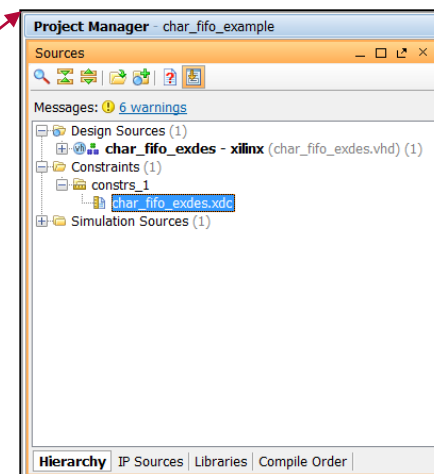 Project Manager - char_fifo_example
Sources
Messages: 6 warnings
Design Sources (1)
char_fifo_exdes - xilinx (char_fifo_exdes.vhd) (1)
Constraints (1)
constrs_1
char_fifo_exdes.xdc
Simulation Sources (1)
Hierarchy IP Sources Libraries Compile Order